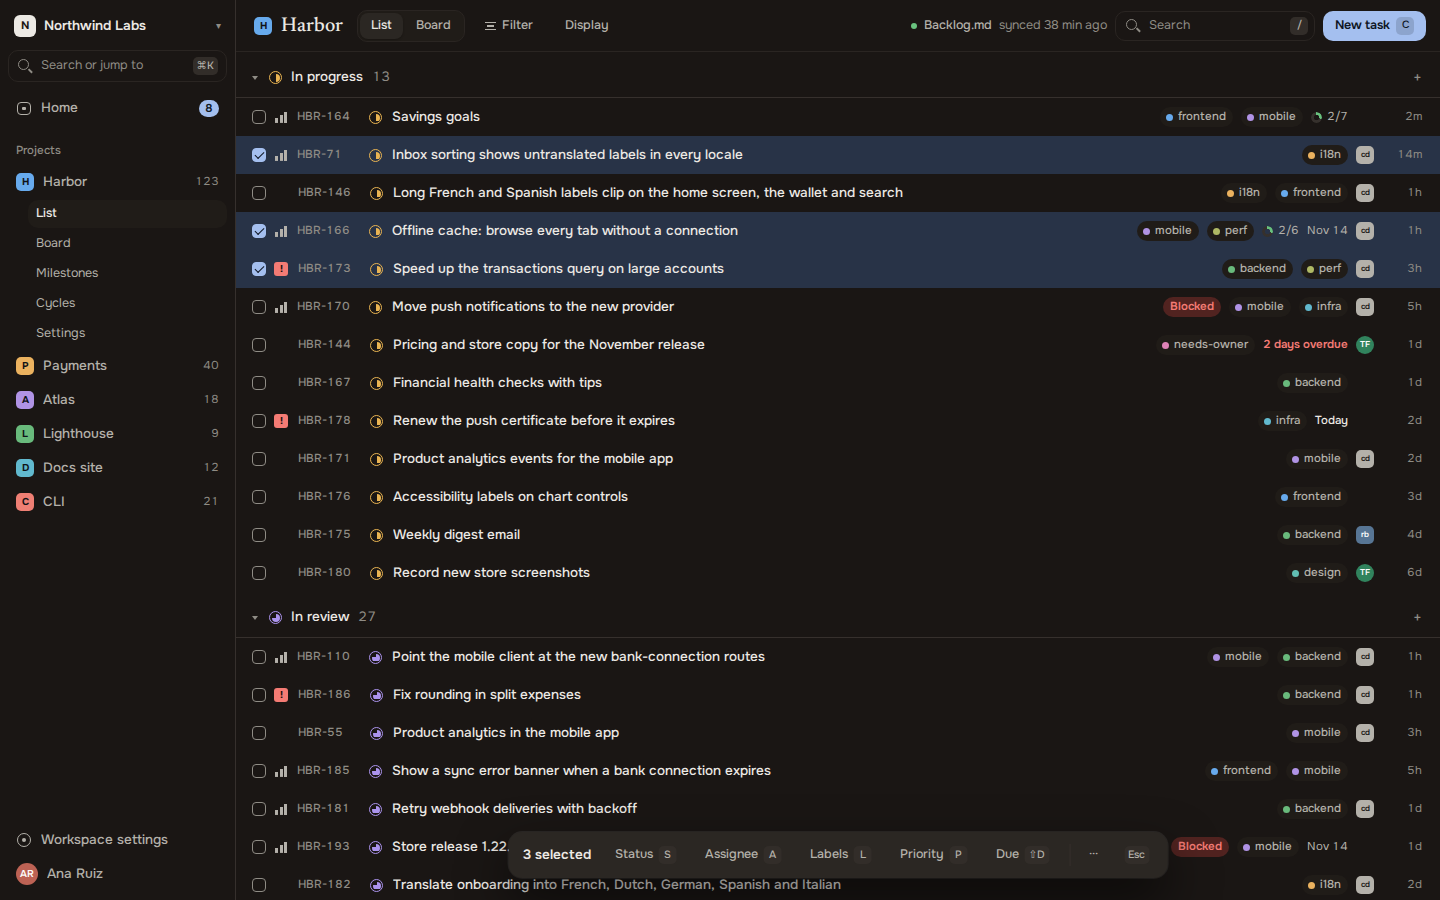 N Northwind Labs
Search or jump to ⌘K
Home 8
Projects
H Harbor 123
List
Board
Milestones
Cycles
Settings
P Payments 40
A Atlas 18
L Lighthouse 9
D Docs site 12
C CLI 21
Workspace settings
AR Ana Ruiz
H Harbor List Board Filter Display Backlog.md synced 38 min ago Search / New task C
In progress 13 +
HBR-164 Savings goals frontend mobile 2/7 2m
HBR-71 Inbox sorting shows untranslated labels in every locale i18n cd 14m
HBR-146 Long French and Spanish labels clip on the home screen, the wallet and search i18n frontend cd 1h
HBR-166 Offline cache: browse every tab without a connection mobile perf 2/6 Nov 14 cd 1h
! HBR-173 Speed up the transactions query on large accounts backend perf cd 3h
HBR-170 Move push notifications to the new provider Blocked mobile infra cd 5h
HBR-144 Pricing and store copy for the November release needs-owner 2 days overdue TF 1d
HBR-167 Financial health checks with tips backend 1d
! HBR-178 Renew the push certificate before it expires infra Today 2d
HBR-171 Product analytics events for the mobile app mobile cd 2d
HBR-176 Accessibility labels on chart controls frontend 3d
HBR-175 Weekly digest email backend rb 4d
HBR-180 Record new store screenshots design TF 6d
In review 27 +
HBR-110 Point the mobile client at the new bank-connection routes mobile backend cd 1h
! HBR-186 Fix rounding in split expenses backend cd 1h
HBR-55 Product analytics in the mobile app mobile cd 3h
HBR-185 Show a sync error banner when a bank connection expires frontend mobile 5h
HBR-181 Retry webhook deliveries with backoff backend cd 1d
HBR-193 Store release 1.22. Blocked mobile Nov 14 1d
3 selected Status S Assignee A Labels L Priority P Due ⇧D ... Esc
HBR-182 Translate onboarding into French, Dutch, German, Spanish and Italian i18n cd 2d